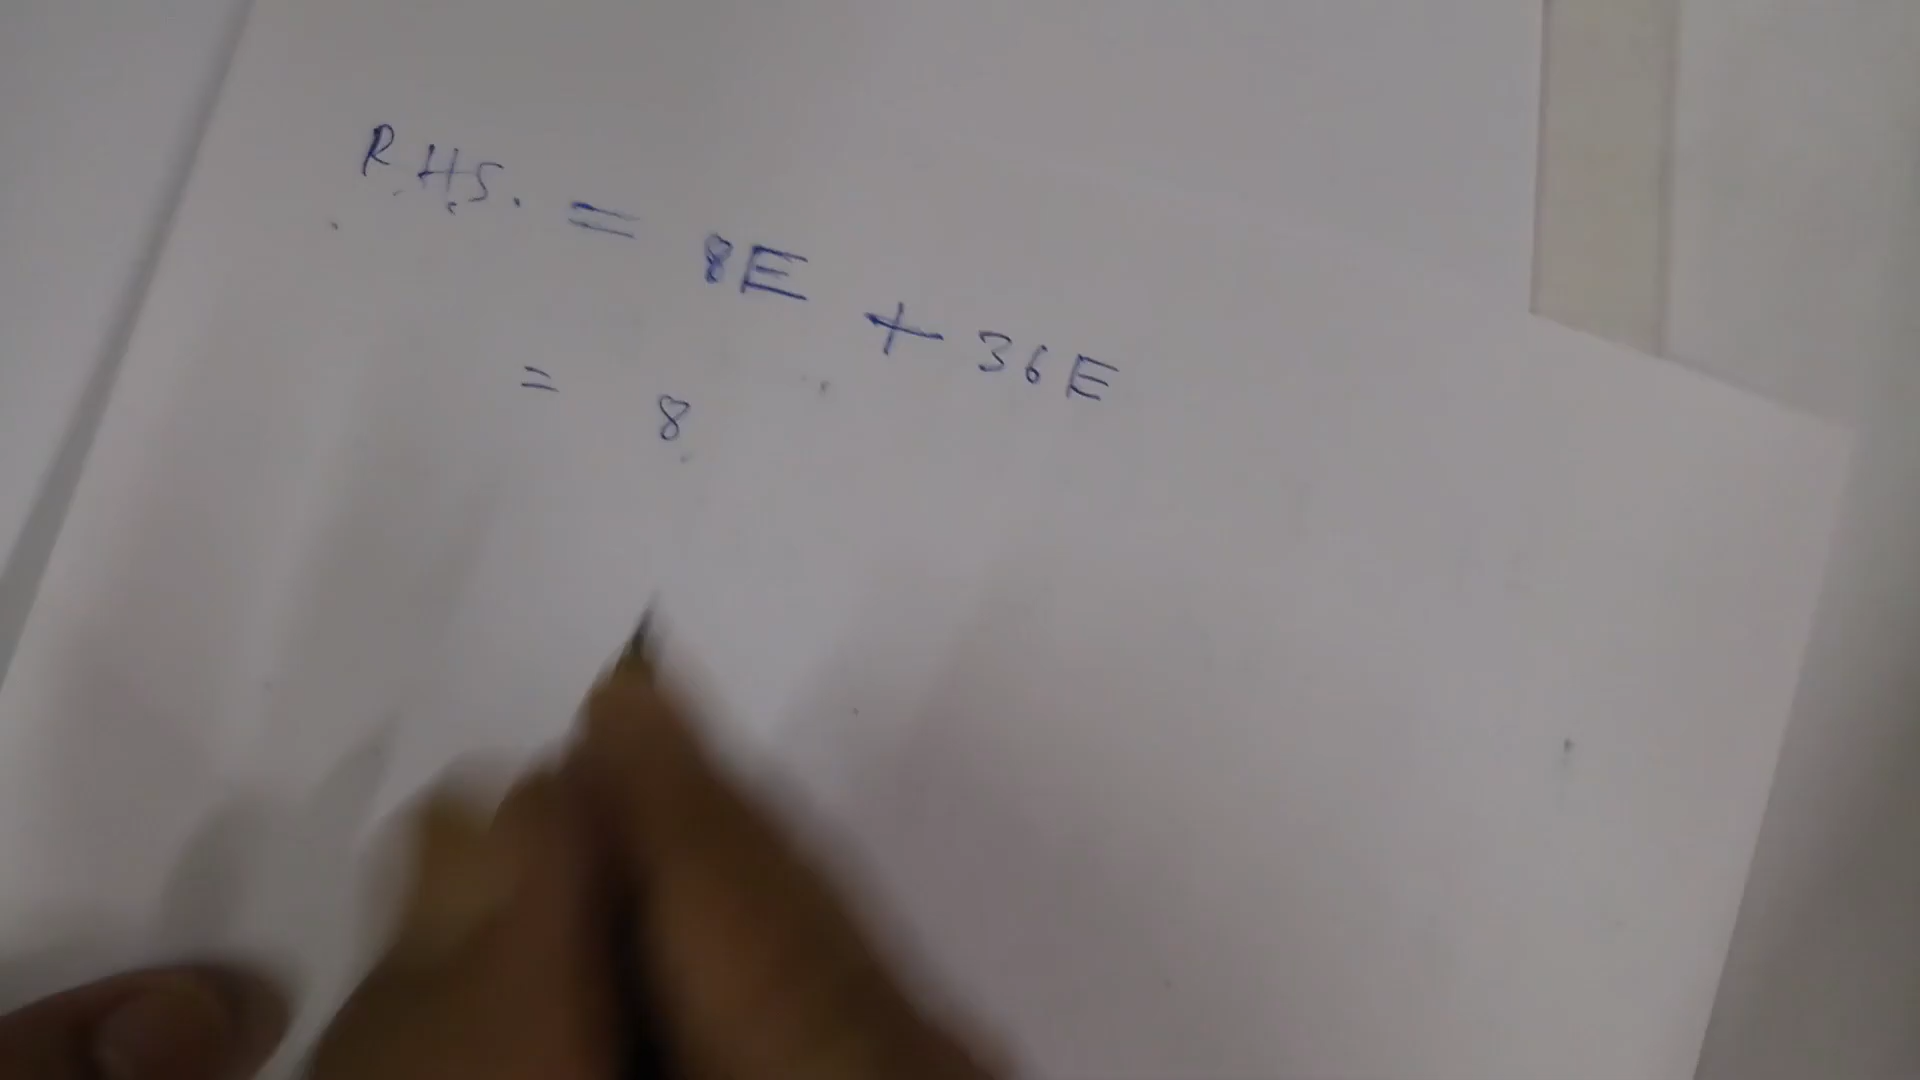 R.H.S. = 8E + 36E
= 8